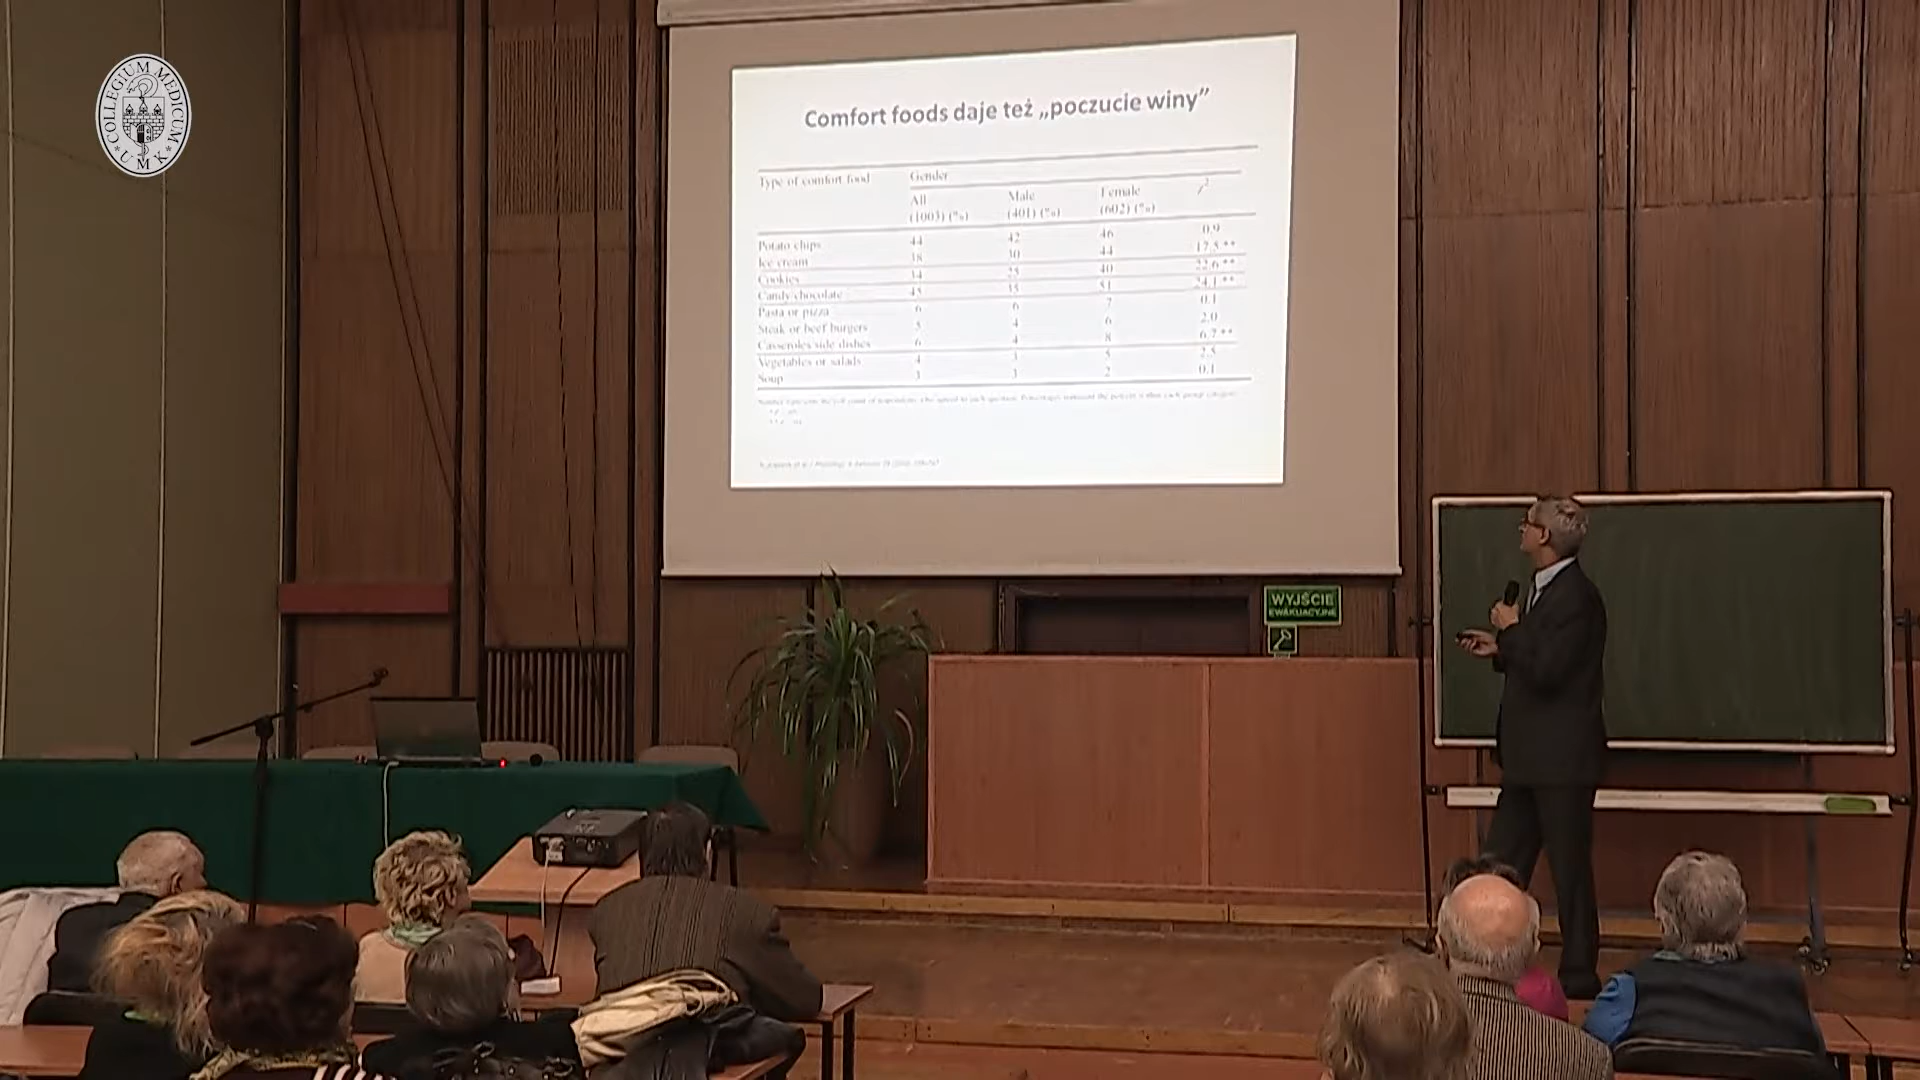 COLLEGIUM MEDICUM
UMK
Comfort foods daje też „poczucie winy”
Type of comfort food Gender χ²
All Male Female
(1003) (%) (401) (%) (602) (%)
Potato chips 44 42 46 0.9
Ice cream 38 30 44 17.5**
Cookies 34 25 40 22.6**
Candy/chocolate 45 35 51 24.1**
Pasta or pizza 6 6 7 0.1
Steak or beef burgers 5 4 6 2.0
Casseroles/side dishes 6 4 8 6.7**
Vegetables or salads 4 3 5 2.5
Soup 3 3 2 0.1
WYJŚCIE
EWAKUACYJNE